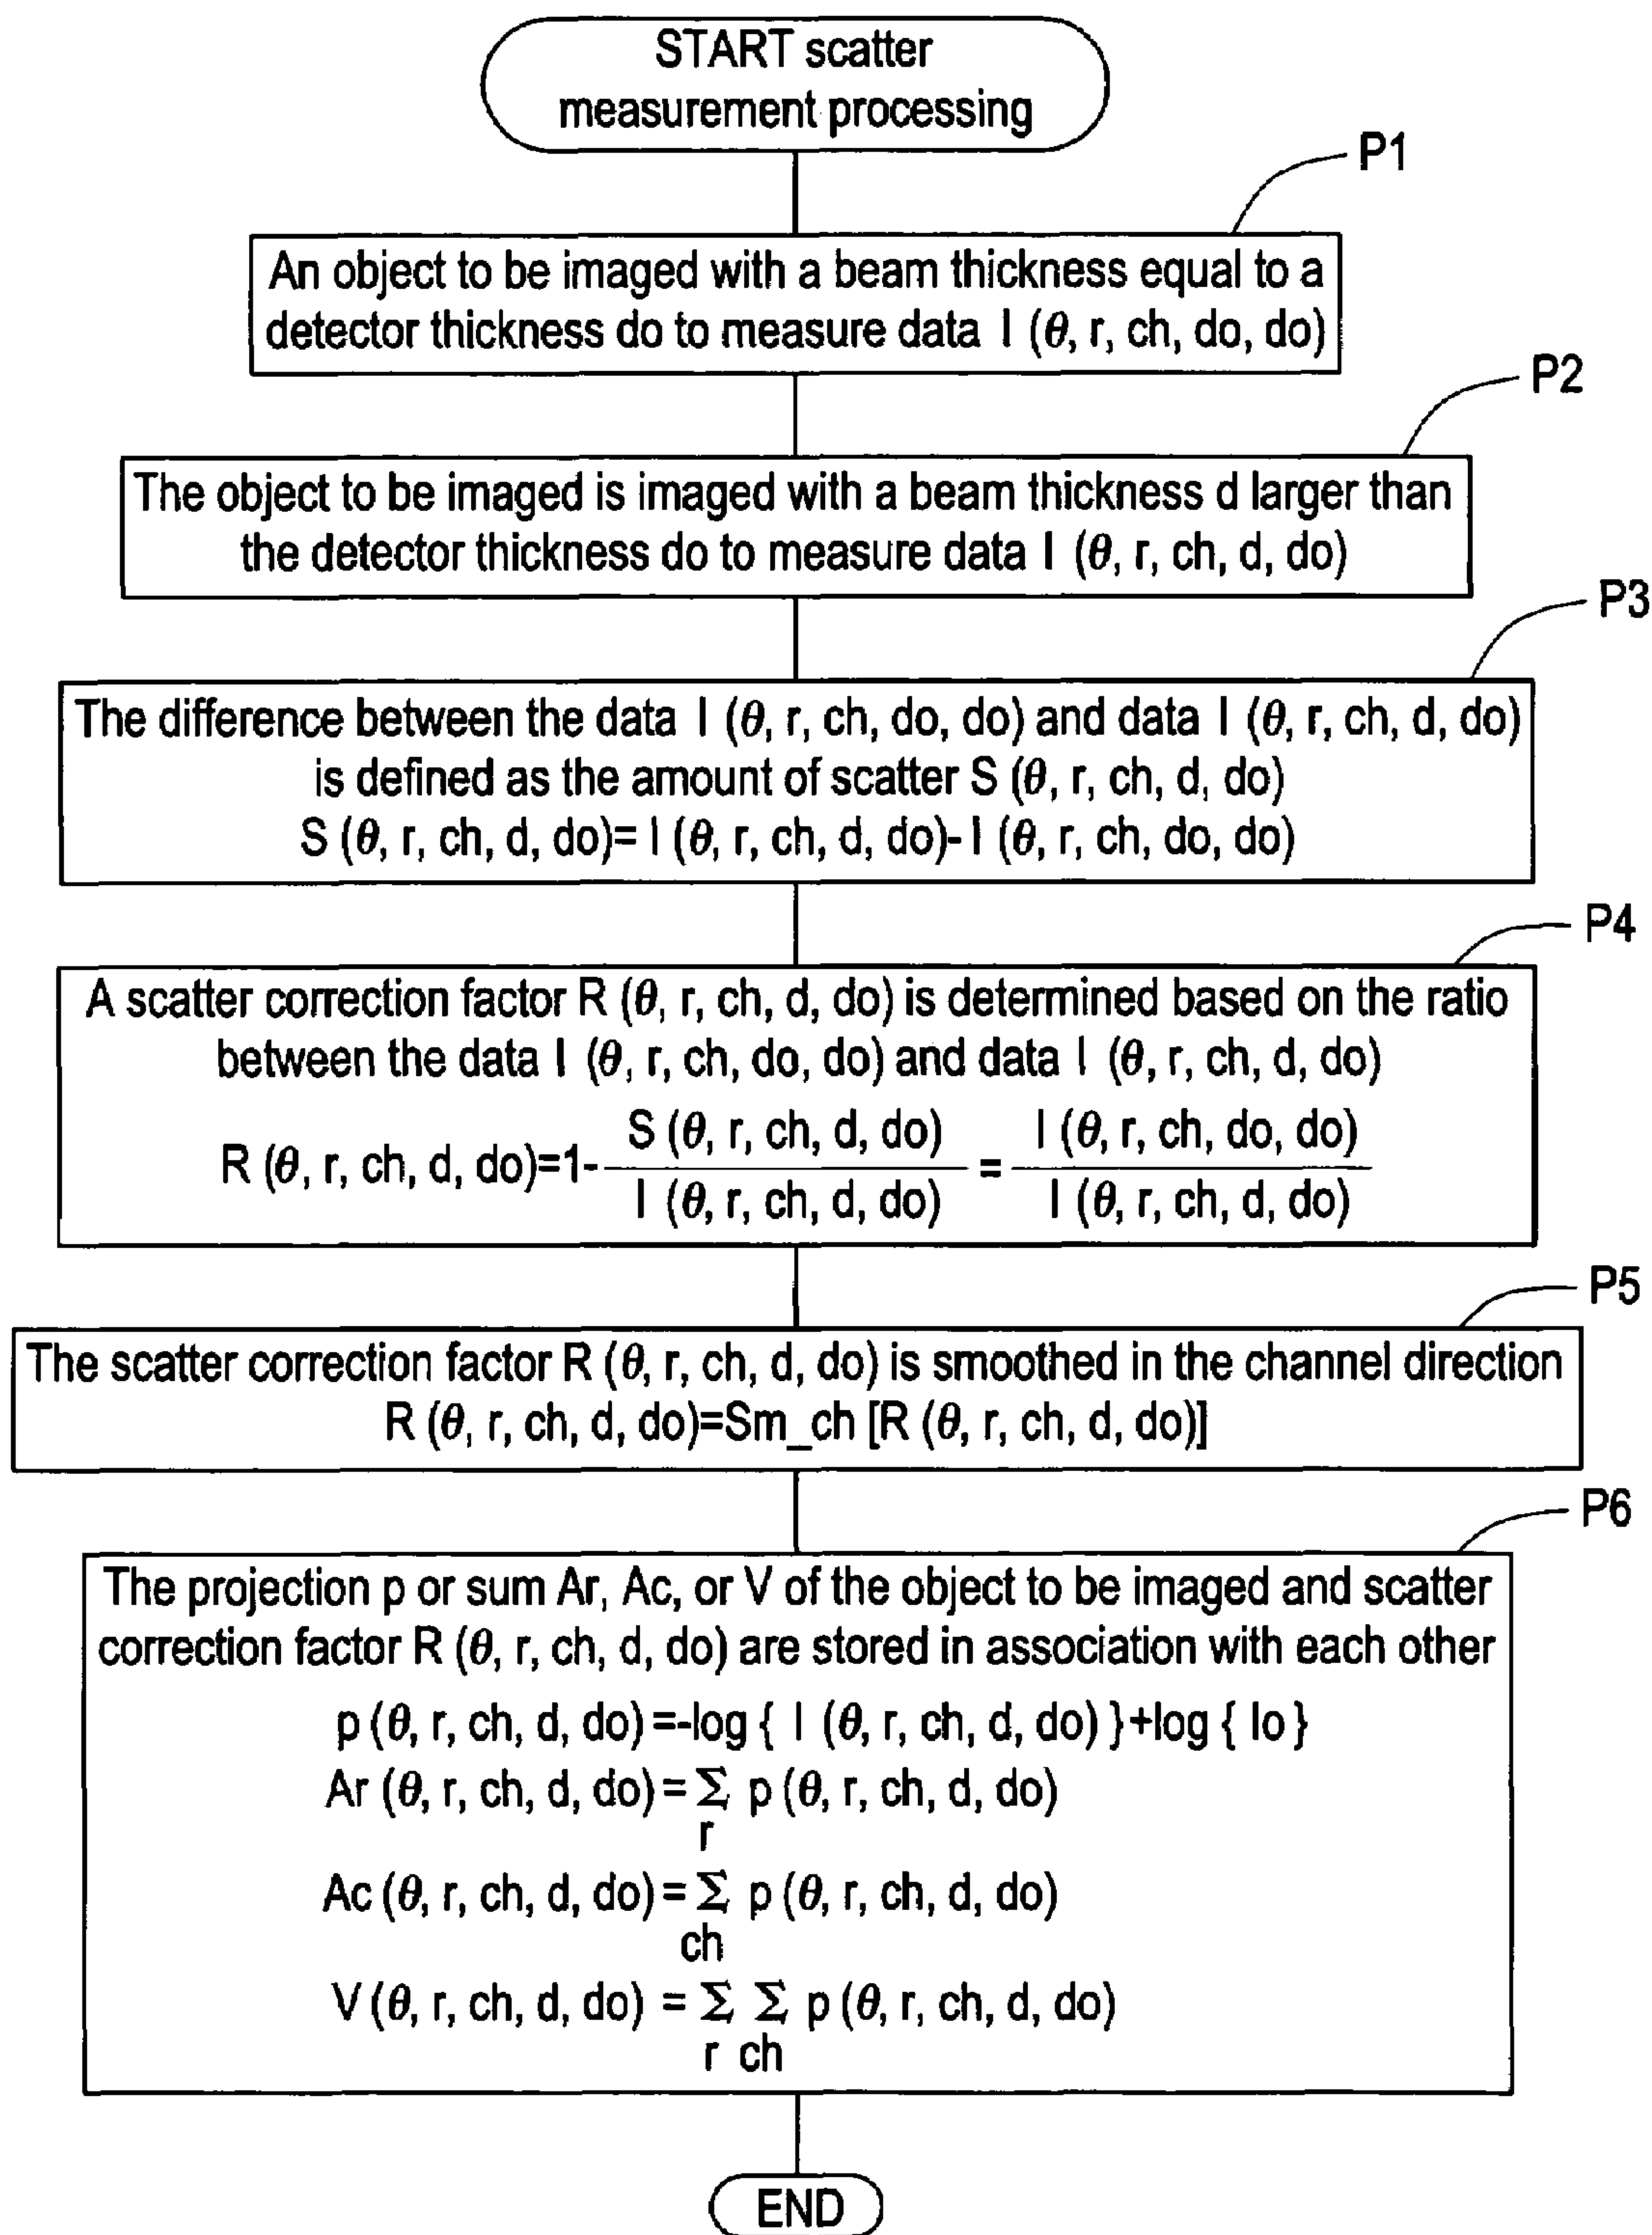 START scatter
measurement processing
P1
An object to be imaged with a beam thickness equal to a
detector thickness do to measure data I (θ, r, ch, do, do)
P2
The object to be imaged is imaged with a beam thickness d larger than
the detector thickness do to measure data I (θ, r, ch, d, do)
P3
The difference between the data I (θ, r, ch, do, do) and data I (θ, r, ch, d, do)
is defined as the amount of scatter S (θ, r, ch, d, do)
S (θ, r, ch, d, do)= I (θ, r, ch, d, do)- I (θ, r, ch, do, do)
P4
A scatter correction factor R (θ, r, ch, d, do) is determined based on the ratio
between the data I (θ, r, ch, do, do) and data I (θ, r, ch, d, do)
S (θ, r, ch, d, do) I (θ, r, ch, do, do)
R (θ, r, ch, d, do)=1- =
I (θ, r, ch, d, do) I (θ, r, ch, d, do)
P5
The scatter correction factor R (θ, r, ch, d, do) is smoothed in the channel direction
R (θ, r, ch, d, do)=Sm_ch [R (θ, r, ch, d, do)]
P6
The projection p or sum Ar, Ac, or V of the object to be imaged and scatter
correction factor R (θ, r, ch, d, do) are stored in association with each other
p (θ, r, ch, d, do) =-log { I (θ, r, ch, d, do) }+log { Io }
Ar (θ, r, ch, d, do) = Σ p (θ, r, ch, d, do)
r
Ac (θ, r, ch, d, do) = Σ p (θ, r, ch, d, do)
ch
V (θ, r, ch, d, do) = Σ Σ p (θ, r, ch, d, do)
r ch
END